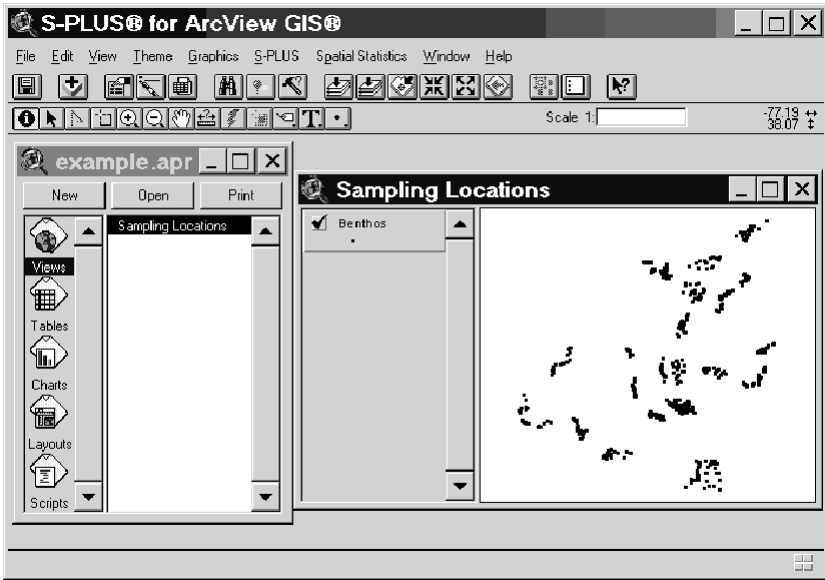 S-PLUS® for ArcView GIS®
File Edit View Theme Graphics S-PLUS Spatial Statistics Window Help
T
Scale 1:
-77.19
38.07
example.apr
New Open Print
Views
Tables
Charts
Layouts
Scripts
Sampling Locations
Sampling Locations
Benthos